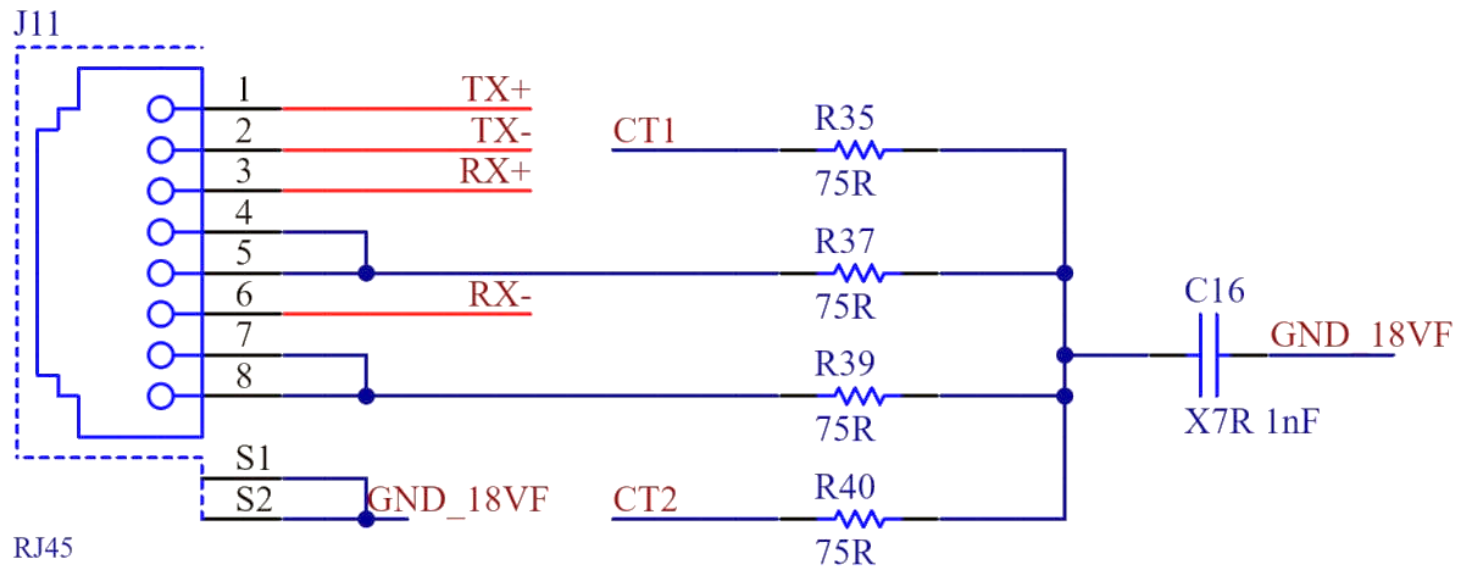 J11
1 TX+
2 TX-
3 RX+
4
5
6 RX-
7
8
S1
S2 GND_18VF
RJ45
CT1 R35
75R
R37
75R
R39
75R
CT2 R40
75R
C16
X7R 1nF
GND_18VF